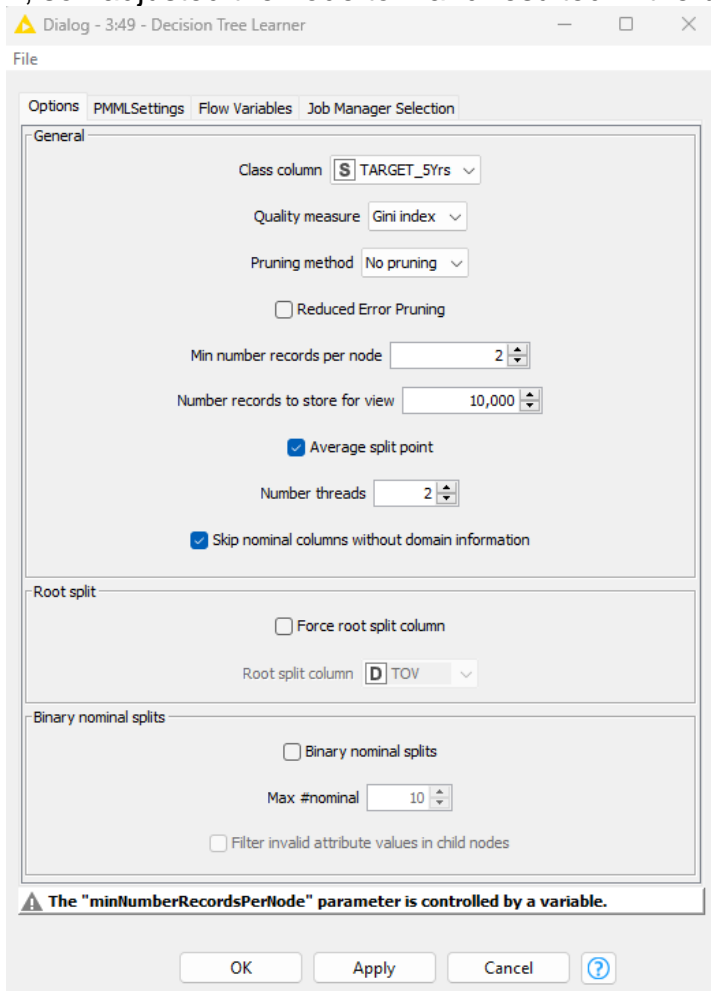 Dialog - 3:49 - Decision Tree Learner
File
Options PMMLSettings Flow Variables Job Manager Selection
General
Class column S TARGET_5Yrs
Quality measure Gini index
Pruning method No pruning
Reduced Error Pruning
Min number records per node 2
Number records to store for view 10,000
Average split point
Number threads 2
Skip nominal columns without domain information
Root split
Force root split column
Root split column D TOV
Binary nominal splits
Binary nominal splits
Max #nominal 10
Filter invalid attribute values in child nodes
The "minNumberRecordsPerNode" parameter is controlled by a variable.
OK Apply Cancel ?